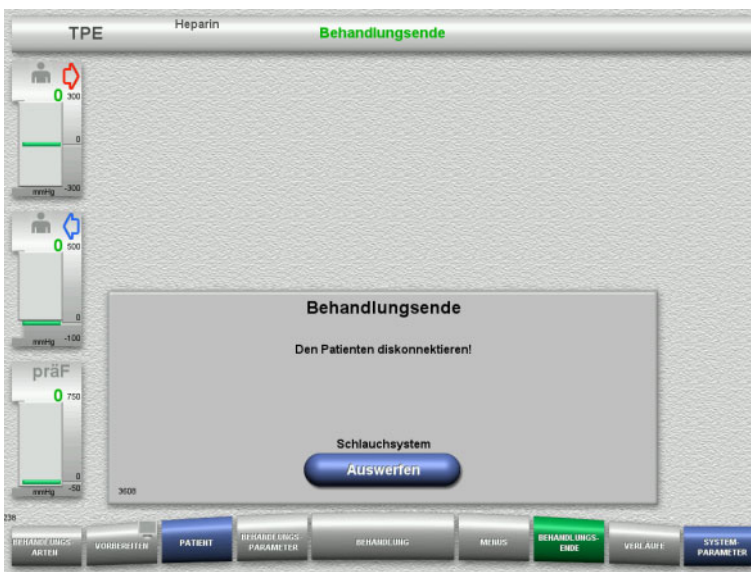 TPE
Heparin
Behandlungsende
0
300
0
mmHg -300
0
500
0
mmHg -100
präF
0
750
0
mmHg -50
Behandlungsende
Den Patienten diskonnektieren!
Schlauchsystem
Auswerfen
3608
238
BEHANDLUNGS-
ARTEN
VORBEREITEN
PATIENT
BEHANDLUNGS-
PARAMETER
BEHANDLUNG
MENUS
BEHANDLUNGS-
ENDE
VERLÄUFE
SYSTEM-
PARAMETER